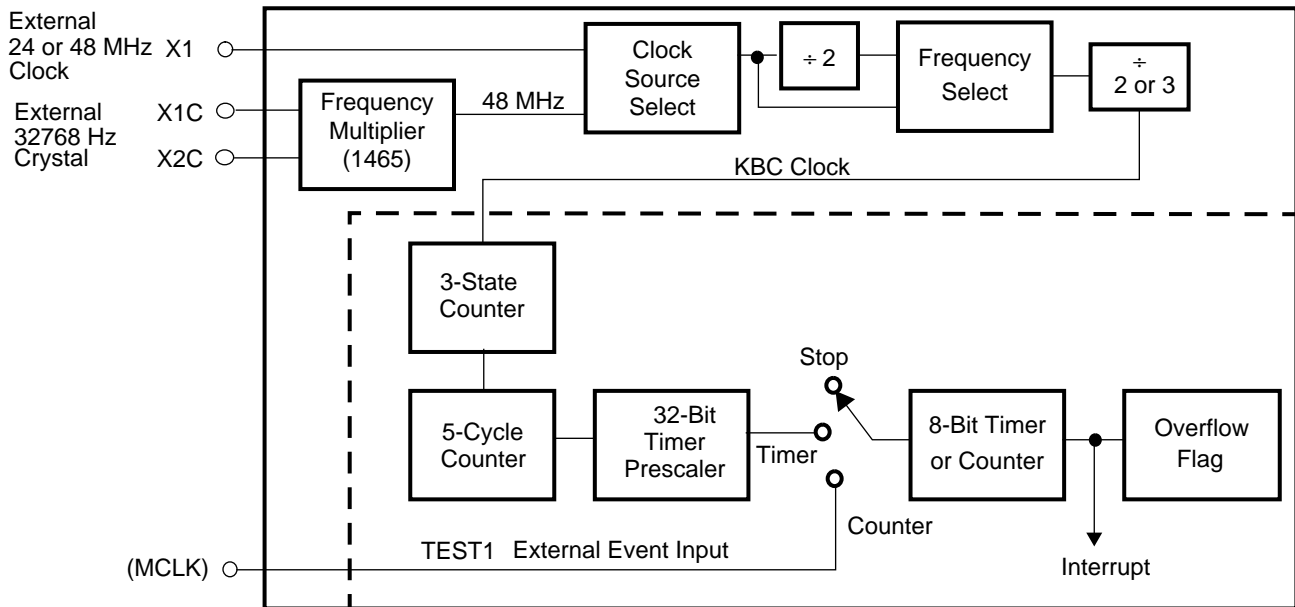 External
24 or 48 MHz
Clock
X1
External
32768 Hz
Crystal
X1C
X2C
Frequency
Multiplier
(1465)
48 MHz
Clock
Source
Select
÷ 2
Frequency
Select
÷
2 or 3
KBC Clock
3-State
Counter
5-Cycle
Counter
32-Bit
Timer
Prescaler
Stop
Timer
Counter
8-Bit Timer
or Counter
Overflow
Flag
Interrupt
(MCLK)
TEST1 External Event Input